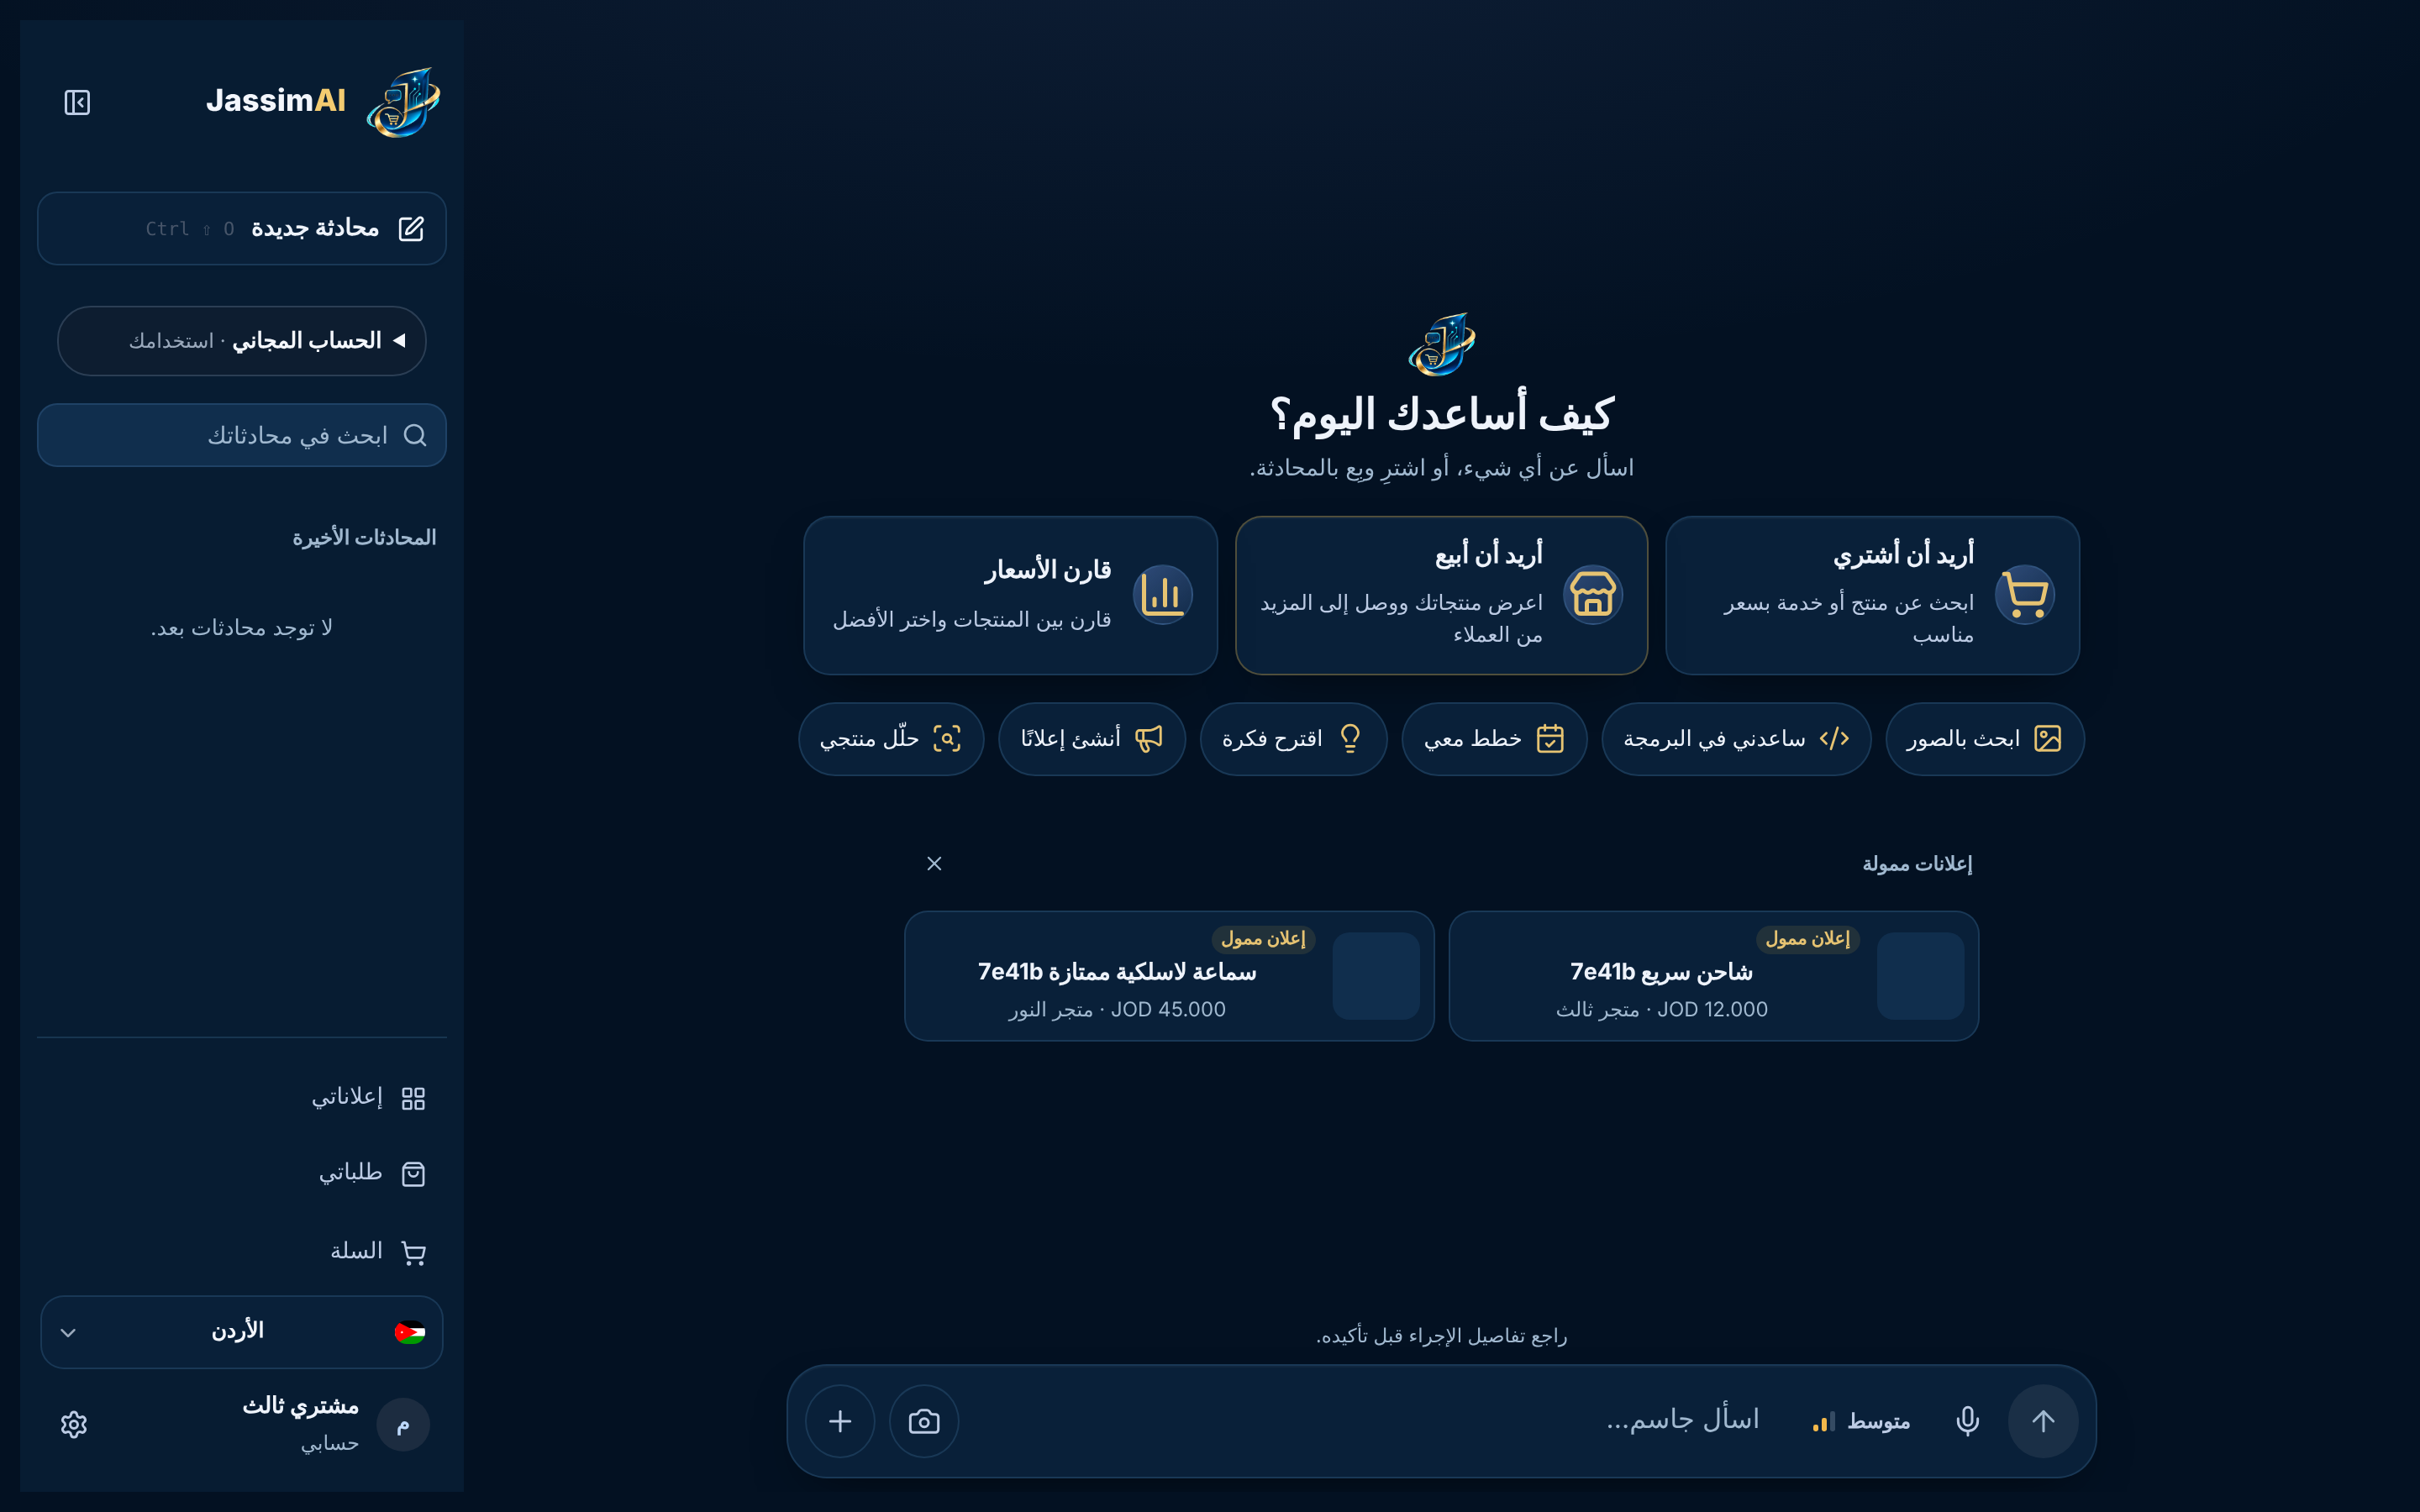 JassimAI
محادثة جديدة Ctrl ⇧ O
الحساب المجاني · استخدامك
ابحث في محادثاتك
المحادثات الأخيرة
لا توجد محادثات بعد.
إعلاناتي
طلباتي
السلة
الأردن
م
مشتري ثالث
حسابي
كيف أساعدك اليوم؟
اسأل عن أي شيء، أو اشترِ وبِع بالمحادثة.
أريد أن أشتري
ابحث عن منتج أو خدمة بسعر
مناسب
أريد أن أبيع
اعرض منتجاتك ووصل إلى المزيد
من العملاء
قارن الأسعار
قارن بين المنتجات واختر الأفضل
ابحث بالصور
ساعدني في البرمجة
خطط معي
اقترح فكرة
أنشئ إعلانًا
حلّل منتجي
إعلانات ممولة
إعلان ممول
شاحن سريع 7e41b
JOD 12.000 · متجر ثالث
إعلان ممول
سماعة لاسلكية ممتازة 7e41b
JOD 45.000 · متجر النور
راجع تفاصيل الإجراء قبل تأكيده.
متوسط
اسأل جاسم...